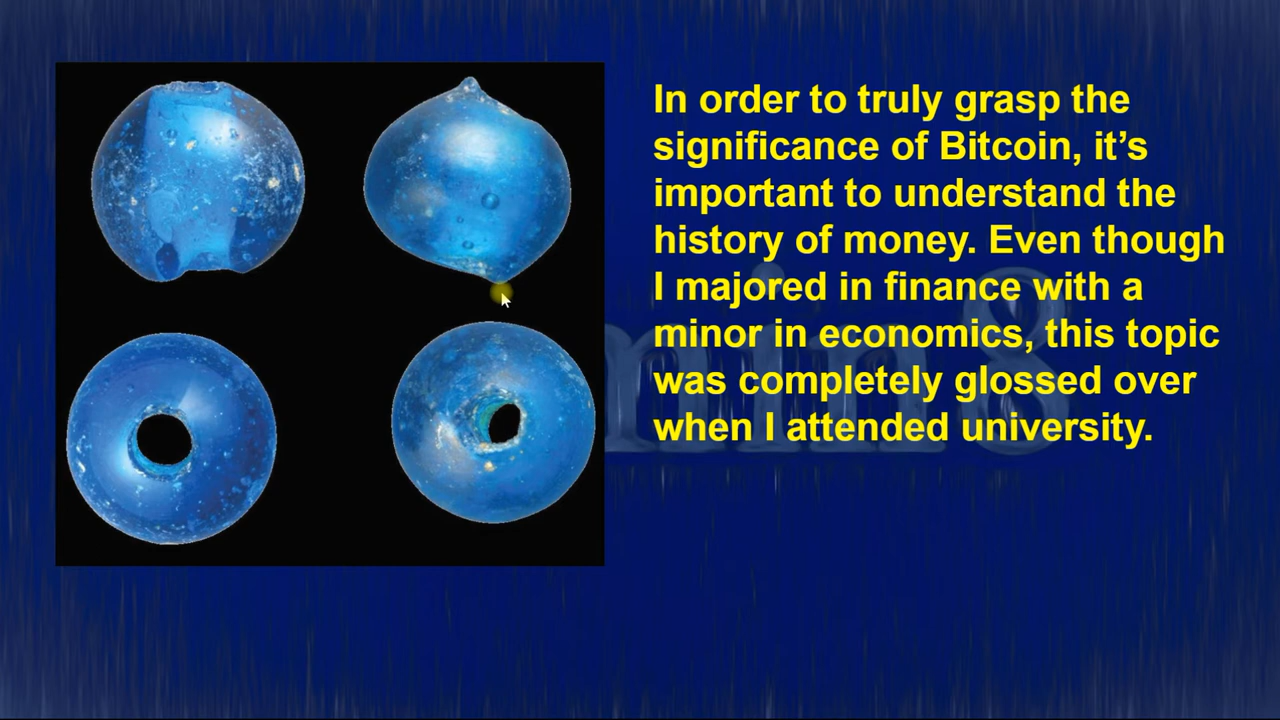 In order to truly grasp the
significance of Bitcoin, it’s
important to understand the
history of money. Even though
I majored in finance with a
minor in economics, this topic
was completely glossed over
when I attended university.